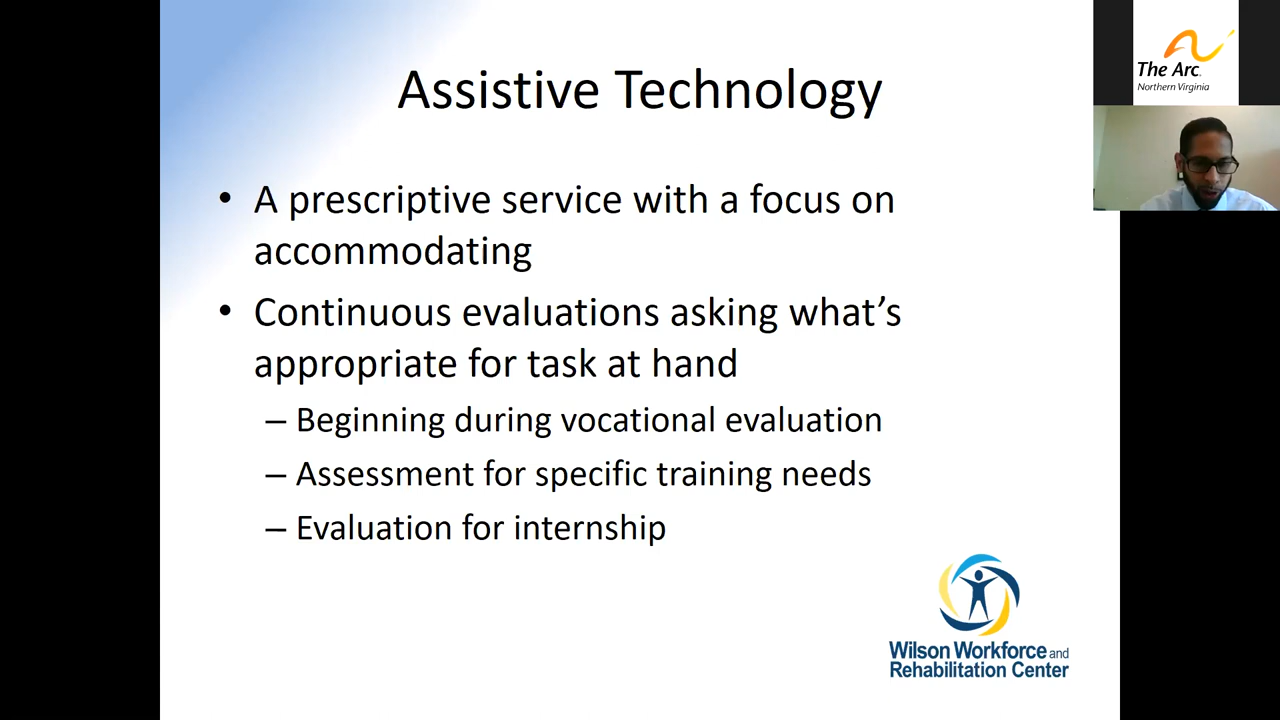 Assistive Technology
• A prescriptive service with a focus on
accommodating
• Continuous evaluations asking what's
appropriate for task at hand
– Beginning during vocational evaluation
– Assessment for specific training needs
– Evaluation for internship
Wilson Workforce and
Rehabilitation Center
The Arc.
Northern Virginia